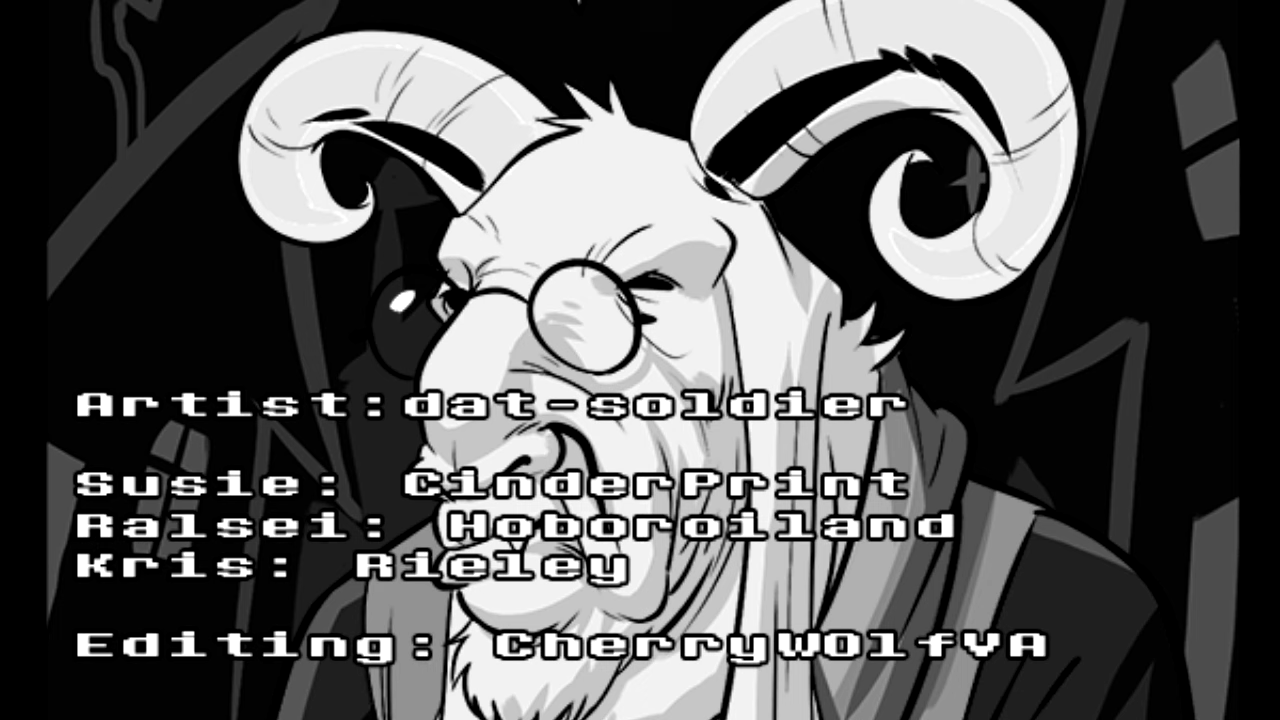 Artist:dat-soldier
Susie: CinderPrint
Ralsei: Hoboroiland
Kris: Rieley
Editing: CherryW0lfVA